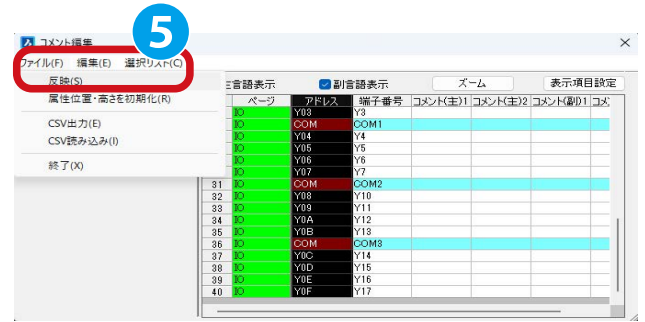 5
コメント編集
ファイル(F) 編集(E) 選択リスト(C)
反映(S)
属性位置・高さを初期化(R)
CSV出力(E)
CSV読み込み(I)
終了(X)
言語表示 副言語表示 ズーム 表示項目設定
ページ アドレス 端子番号 コメント(主)1 コメント(主)2 コメント(副)1
IO Y03 Y3
IO COM COM1
IO Y04 Y4
IO Y05 Y5
IO Y06 Y6
IO Y07 Y7
31 IO COM COM2
32 IO Y08 Y10
33 IO Y09 Y11
34 IO Y0A Y12
35 IO Y0B Y13
36 IO COM COM3
37 IO Y0C Y14
38 IO Y0D Y15
39 IO Y0E Y16
40 IO Y0F Y17